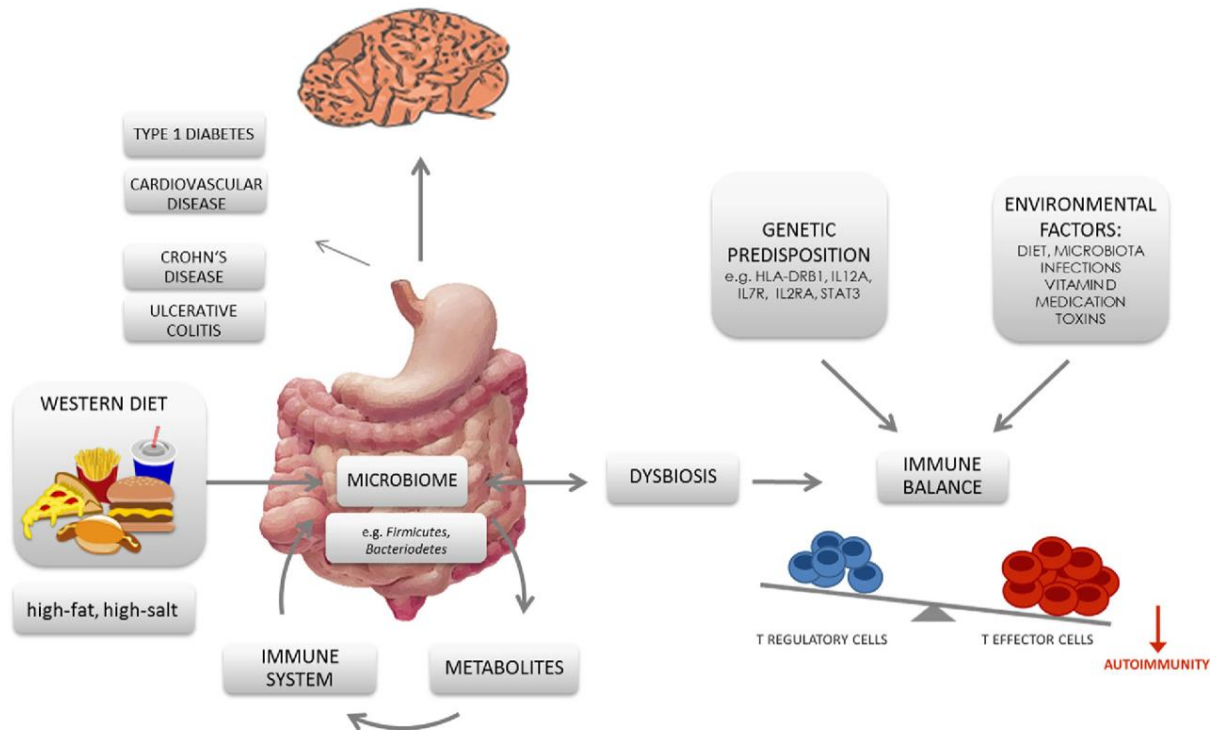 TYPE 1 DIABETES
CARDIOVASCULAR
DISEASE
CROHN'S
DISEASE
ULCERATIVE
COLITIS
WESTERN DIET
high-fat, high-salt
MICROBIOME
e.g. Firmicutes,
Bacteriodetes
IMMUNE
SYSTEM
METABOLITES
DYSBIOSIS
GENETIC
PREDISPOSITION
e.g. HLA-DRB1, IL12A,
IL7R, IL2RA, STAT3
ENVIRONMENTAL
FACTORS:
DIET, MICROBIOTA
INFECTIONS
VITAMIN D
MEDICATION
TOXINS
IMMUNE
BALANCE
T REGULATORY CELLS
T EFFECTOR CELLS
AUTOIMMUNITY